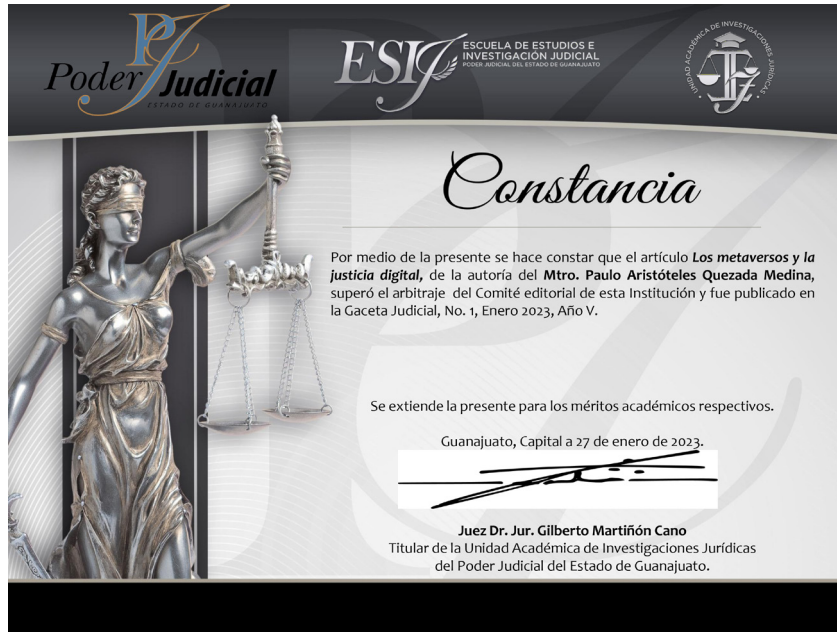 PJ
Poder Judicial
ESTADO DE GUANAJUATO
ESIJ
ESCUELA DE ESTUDIOS E
INVESTIGACIÓN JUDICIAL
PODER JUDICIAL DEL ESTADO DE GUANAJUATO
UNIDAD ACADÉMICA DE INVESTIGACIONES JURÍDICAS
Constancia
Por medio de la presente se hace constar que el artículo Los metaversos y la
justicia digital, de la autoría del Mtro. Paulo Aristóteles Quezada Medina,
superó el arbitraje del Comité editorial de esta Institución y fue publicado en
la Gaceta Judicial, No. 1, Enero 2023, Año V.
Se extiende la presente para los méritos académicos respectivos.
Guanajuato, Capital a 27 de enero de 2023.
Juez Dr. Jur. Gilberto Martiñón Cano
Titular de la Unidad Académica de Investigaciones Jurídicas
del Poder Judicial del Estado de Guanajuato.